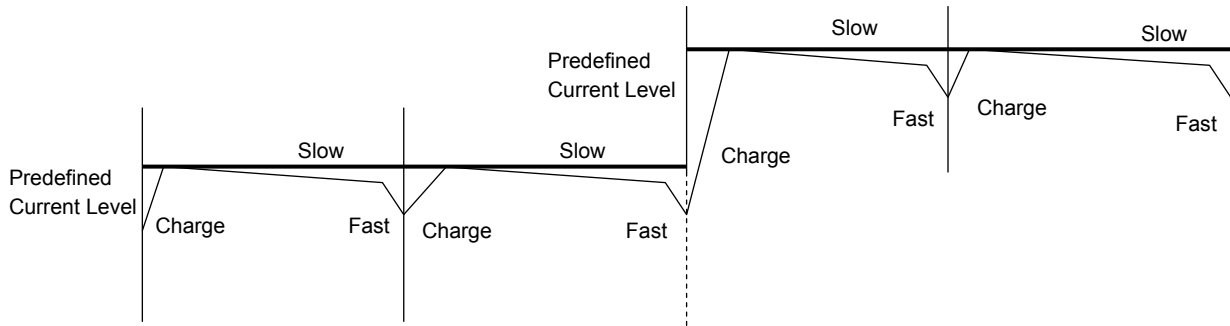 Slow
Slow
Predefined
Current Level
Fast
Charge
Fast
Charge
Slow
Slow
Predefined
Current Level
Charge
Fast
Charge
Fast